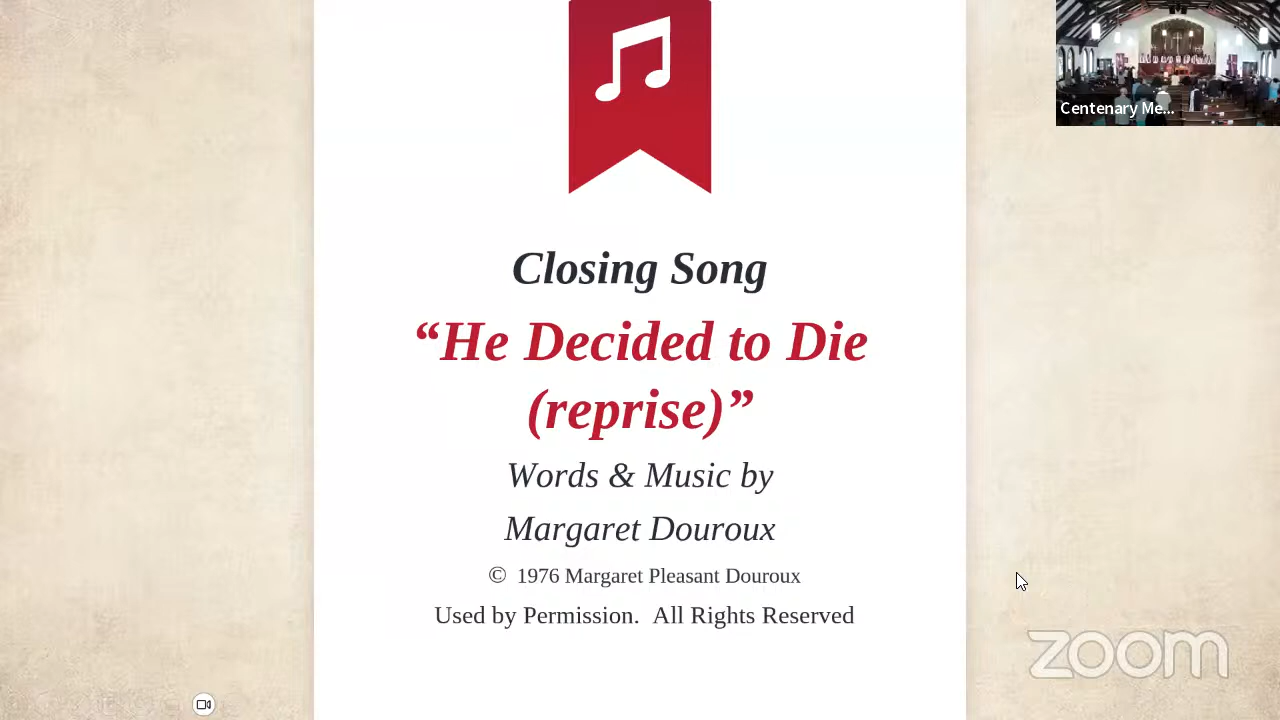 Centenary Me...
Closing Song
“He Decided to Die
(reprise)”
Words & Music by
Margaret Douroux
© 1976 Margaret Pleasant Douroux
Used by Permission. All Rights Reserved
zoom